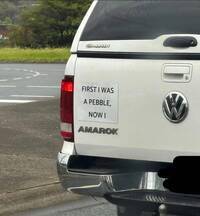 FIRST I WAS
A PEBBLE,
NOW I
AMAROK